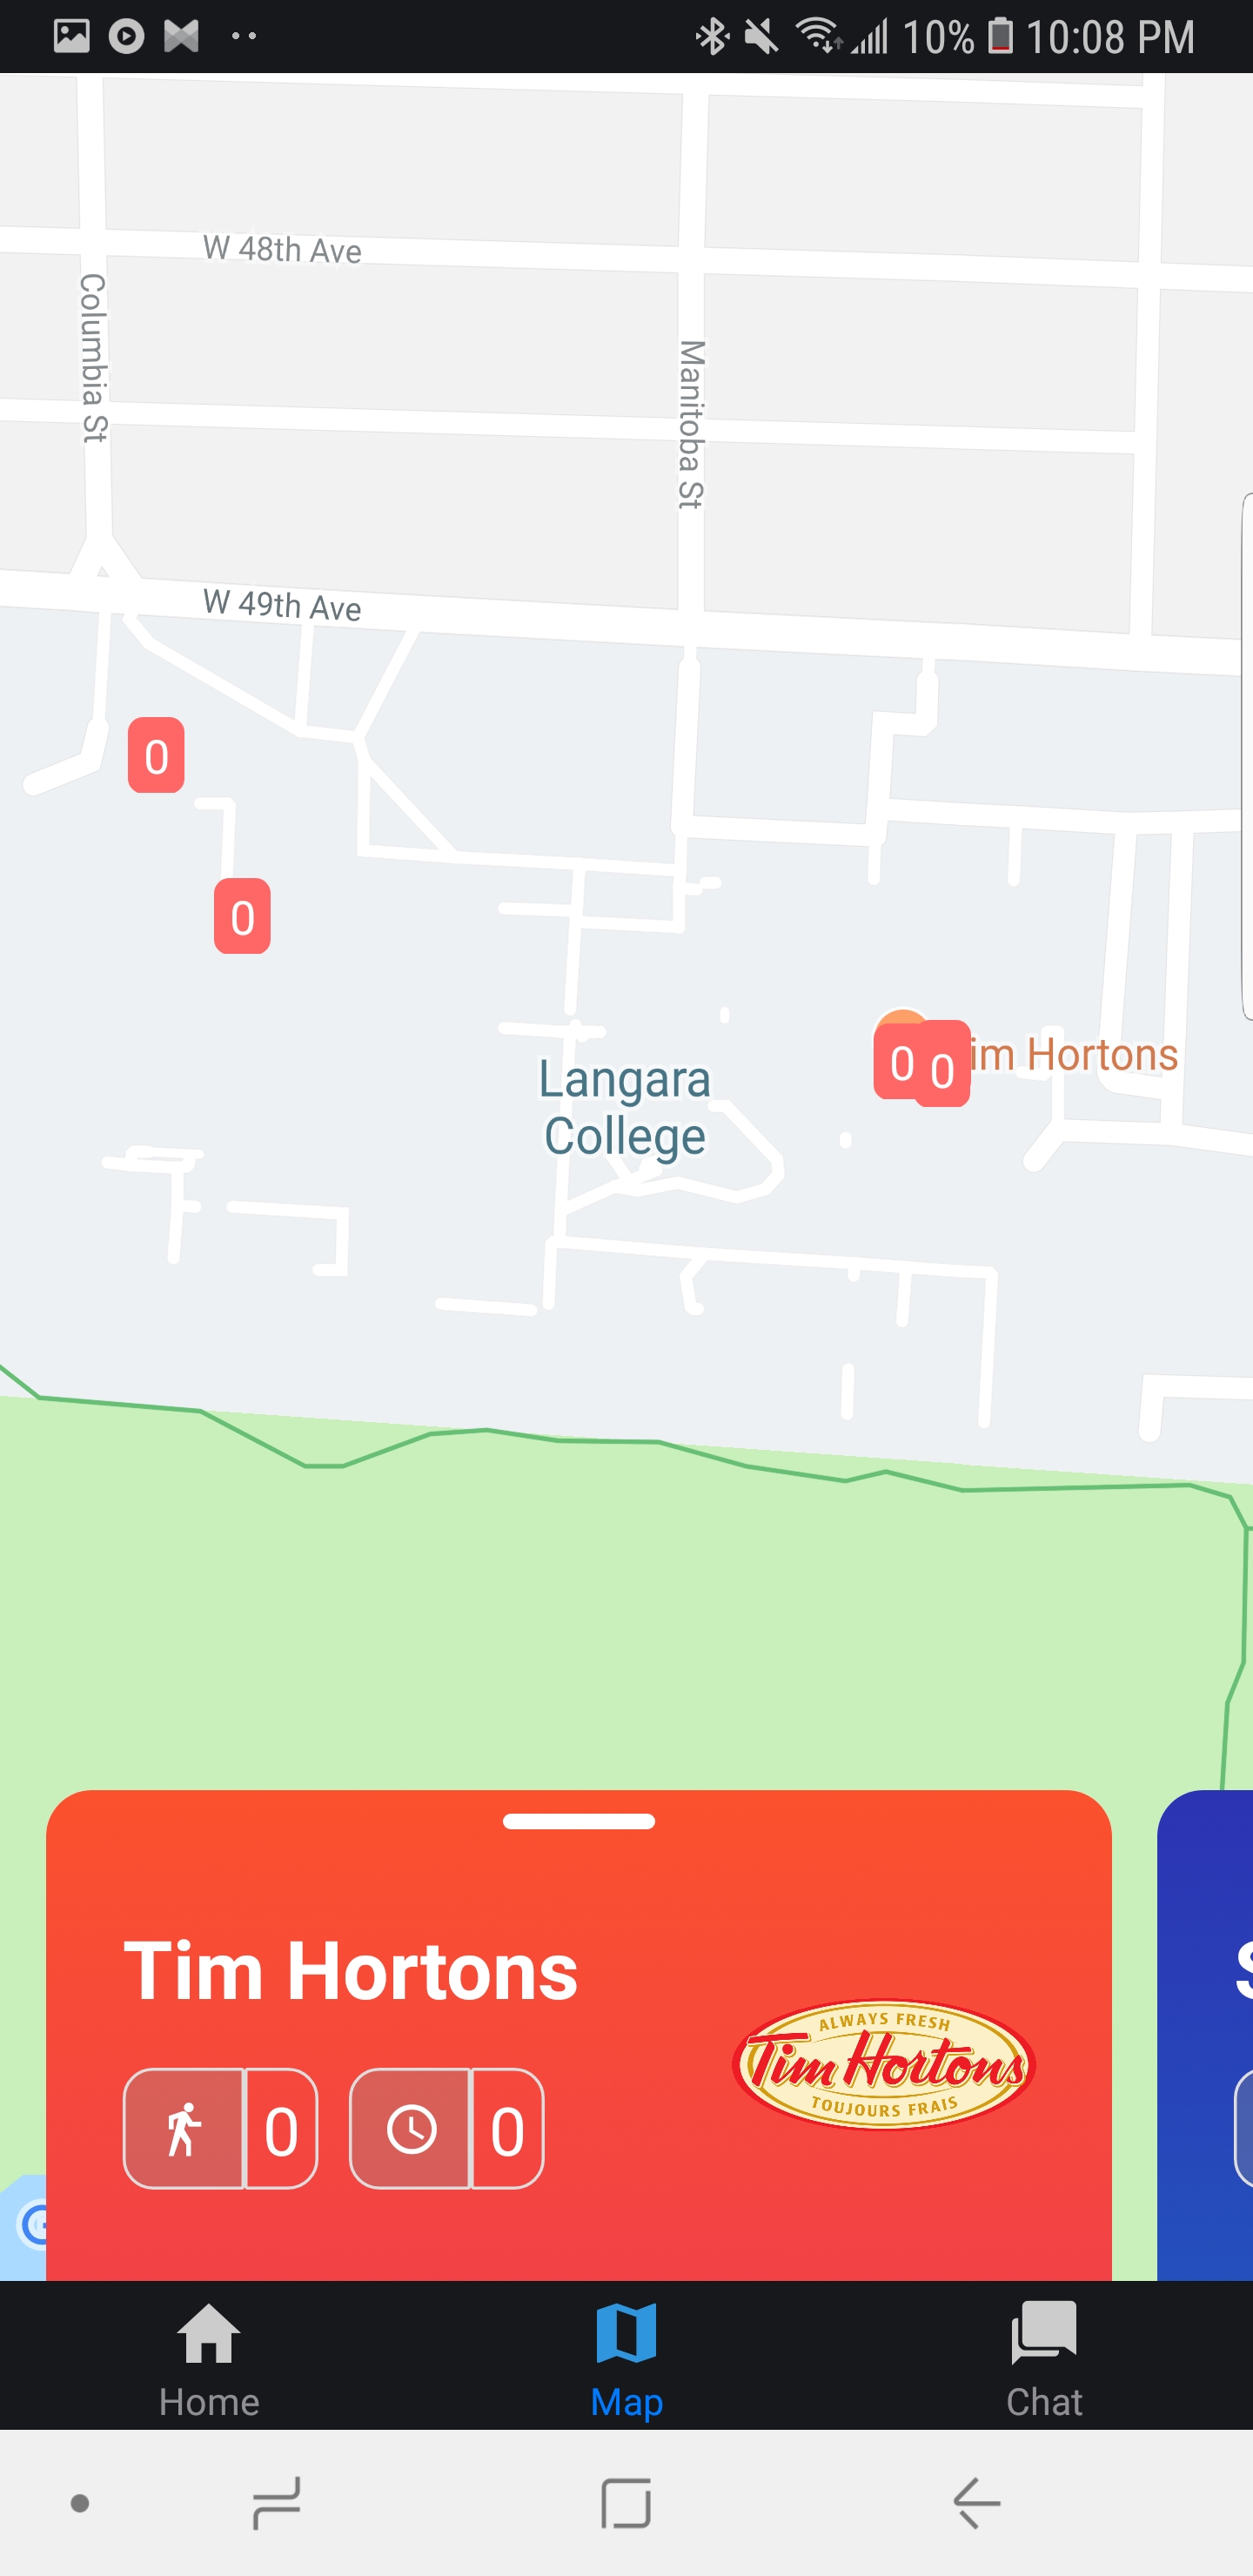 10% 10:08 PM
W 48th Ave
Columbia St
Manitoba St
W 49th Ave
0
0
0 0 im Hortons
Langara
College
Tim Hortons
S
ALWAYS FRESH
Tim Hortons
TOUJOURS FRAIS
0 0
Home Map Chat